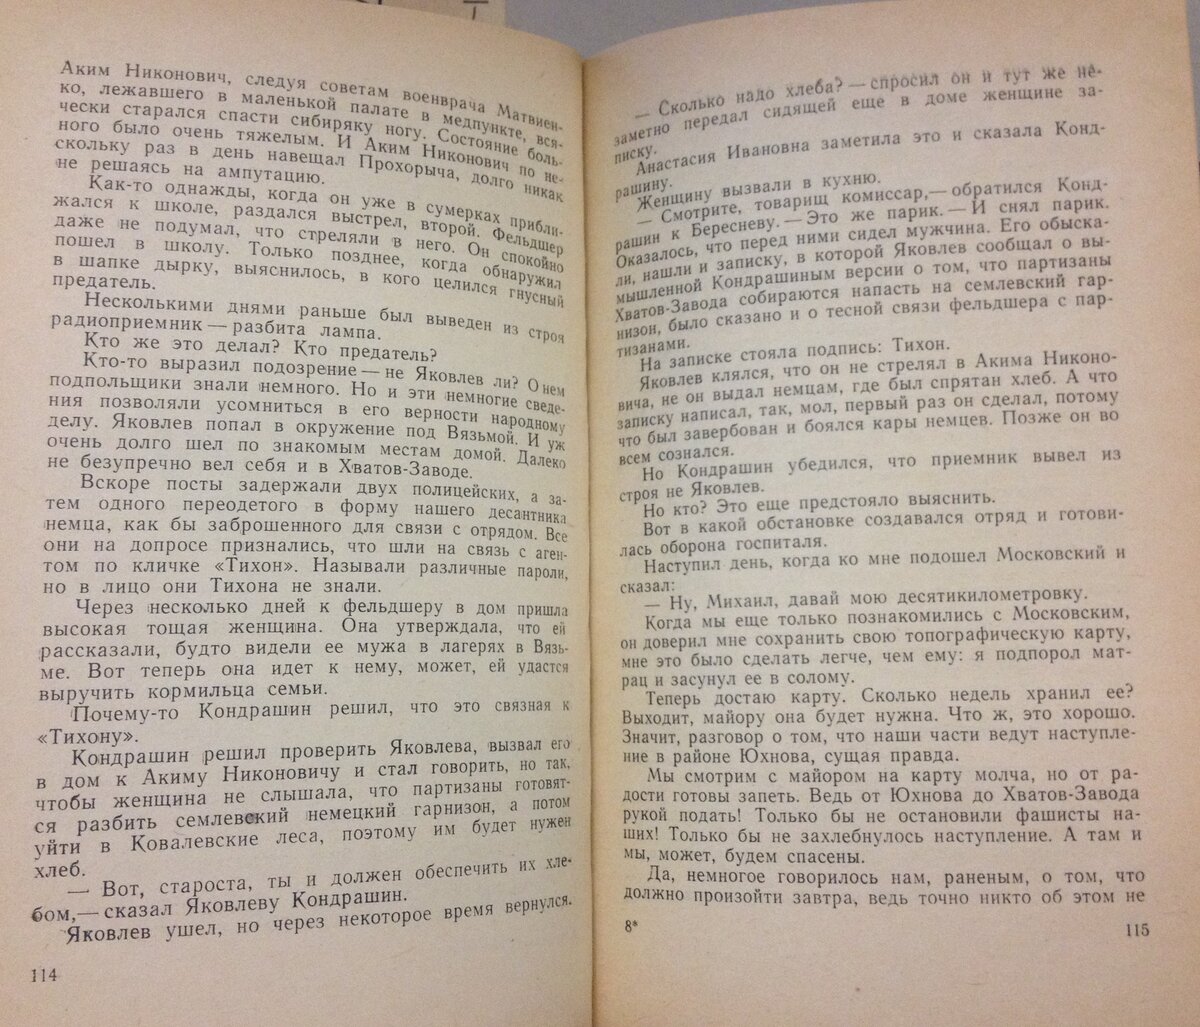 Аким Никонович, следуя советам военврача Матвиен-
ко, лежавшего в маленькой палате в медпункте, вся-
чески старался спасти сибиряку ногу. Состояние боль-
ного было очень тяжелым. И Аким Никонович по не-
скольку раз в день навещал Прохорыча, долго никак
не решаясь на ампутацию.
Как-то однажды, когда он уже в сумерках прибли-
жался к школе, раздался выстрел, второй. Фельдшер
даже не подумал, что стреляли в него. Он спокойно
пошел в школу. Только позднее, когда обнаружил
в шапке дырку, выяснилось, в кого целился гнусный
предатель.
Несколькими днями раньше был выведен из строя
радиоприемник — разбита лампа.
Кто же это делал? Кто предатель?
Кто-то выразил подозрение — не Яковлев ли? О нем
подпольщики знали немного. Но и эти немногие сведе-
ния позволяли усомниться в его верности народному
делу. Яковлев попал в окружение под Вязьмой. И уж
очень долго шел по знакомым местам домой. Далеко
не безупречно вел себя и в Хватов-Заводе.
Вскоре посты задержали двух полицейских, а за-
тем одного переодетого в форму нашего десантника
немца, как бы заброшенного для связи с отрядом. Все
они на допросе признались, что шли на связь с аген-
том по кличке «Тихон». Называли различные пароли,
но в лицо они Тихона не знали.
Через несколько дней к фельдшеру в дом пришла
высокая тощая женщина. Она утверждала, что ей
рассказали, будто видели ее мужа в лагерях в Вязь-
ме. Вот теперь она идет к нему, может, ей удастся
выручить кормильца семьи.
Почему-то Кондрашин решил, что это связная к
«Тихону».
Кондрашин решил проверить Яковлева, вызвал его
в дом к Акиму Никоновичу и стал говорить, но так,
чтобы женщина не слышала, что партизаны готовят-
ся разбить семлевский немецкий гарнизон, а потом
уйти в Ковалевские леса, поэтому им будет нужен
хлеб.
— Вот, староста, ты и должен обеспечить их хле-
бом,— сказал Яковлеву Кондрашин.
Яковлев ушел, но через некоторое время вернулся.
114
— Сколько надо хлеба? — спросил он и тут же не-
заметно передал сидящей еще в доме женщине за-
писку.
Анастасия Ивановна заметила это и сказала Конд-
рашину.
Женщину вызвали в кухню.
— Смотрите, товарищ комиссар,— обратился Конд-
рашин к Бересневу. — Это же парик. — И снял парик.
Оказалось, что перед ними сидел мужчина. Его обыска-
ли, нашли и записку, в которой Яковлев сообщал о вы-
мышленной Кондрашиным версии о том, что партизаны
Хватов-Завода собираются напасть на семлевский гар-
низон, было сказано и о тесной связи фельдшера с пар-
тизанами.
На записке стояла подпись: Тихон.
Яковлев клялся, что он не стрелял в Акима Никоно-
вича, не он выдал немцам, где был спрятан хлеб. А что
записку написал, так, мол, первый раз он сделал, потому
что был завербован и боялся кары немцев. Позже он во
всем сознался.
Но Кондрашин убедился, что приемник вывел из
строя не Яковлев.
Но кто? Это еще предстояло выяснить.
Вот в какой обстановке создавался отряд и готови-
лась оборона госпиталя.
Наступил день, когда ко мне подошел Московский и
сказал:
— Ну, Михаил, давай мою десятикилометровку.
Когда мы еще только познакомились с Московским,
он доверил мне сохранить свою топографическую карту,
мне это было сделать легче, чем ему: я подпорол мат-
рац и засунул ее в солому.
Теперь достаю карту. Сколько недель хранил ее?
Выходит, майору она будет нужна. Что ж, это хорошо.
Значит, разговор о том, что наши части ведут наступле-
ние в районе Юхнова, сущая правда.
Мы смотрим с майором на карту молча, но от ра-
дости готовы запеть. Ведь от Юхнова до Хватов-Завода
рукой подать! Только бы не остановили фашисты на-
ших! Только бы не захлебнулось наступление. А там и
мы, может, будем спасены.
Да, немногое говорилось нам, раненым, о том, что
должно произойти завтра, ведь точно никто об этом не
8*
115